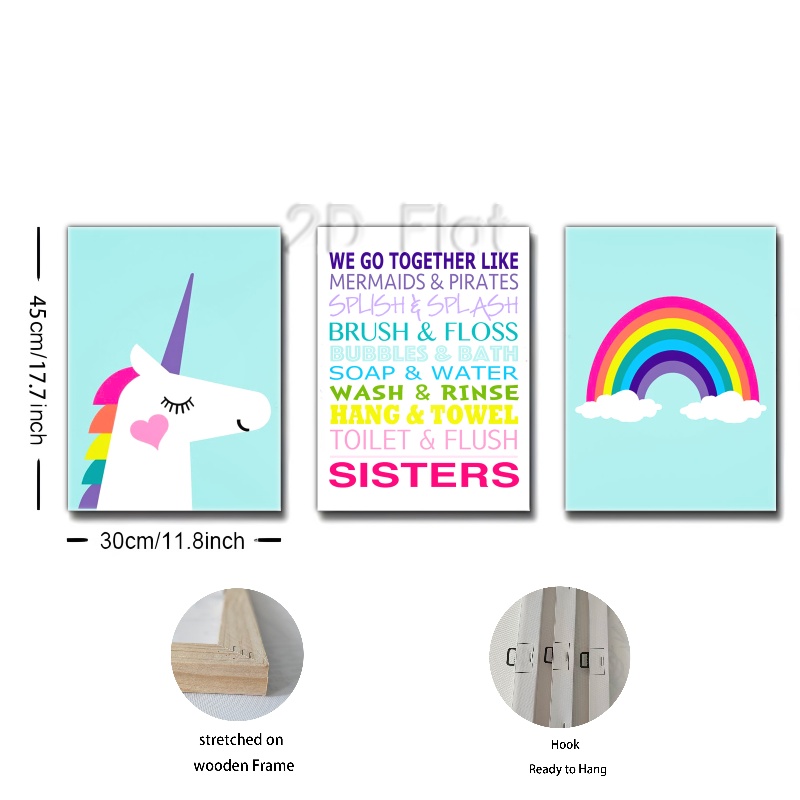 2D Flat
WE GO TOGETHER LIKE
MERMAIDS & PIRATES
SPLISH & SPLASH
BRUSH & FLOSS
BUBBLES & BATH
SOAP & WATER
WASH & RINSE
HANG & TOWEL
TOILET & FLUSH
SISTERS
45cm/17.7inch
30cm/11.8inch
stretched on
wooden Frame
Hook
Ready to Hang